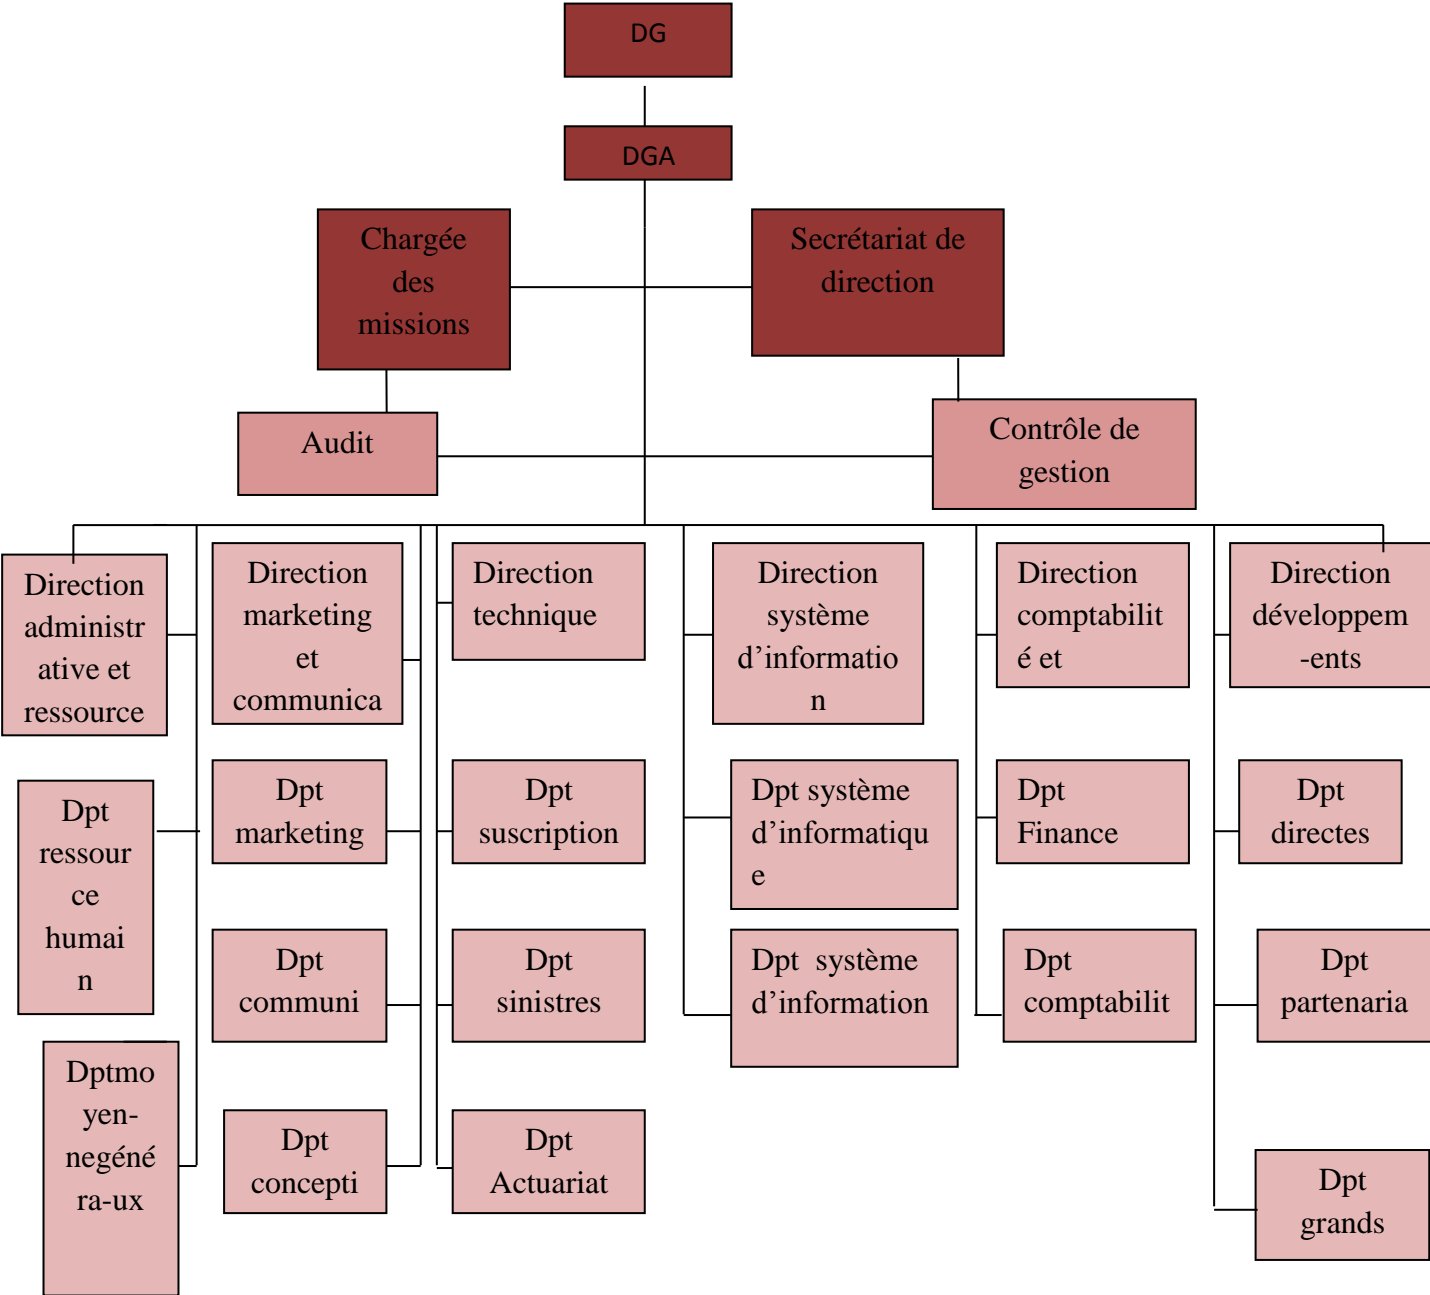 DG
DGA
Chargée
des
missions
Secrétariat de
direction
Audit
Contrôle de
gestion
Direction
administr
ative et
ressource
Direction
marketing
et
communica
Direction
technique
Direction
système
d’informatio
n
Direction
comptabilit
é et
Direction
développem
-ents
Dpt
ressour
ce
humai
n
Dpt
marketing
Dpt
suscription
Dpt système
d’informatiqu
e
Dpt
Finance
Dpt
directes
Dpt
communi
Dpt
sinistres
Dpt  système
d’information
Dpt
comptabilit
Dpt
partenaria
Dptmo
yen-
negéné
ra-ux
Dpt
concepti
Dpt
Actuariat
Dpt
grands